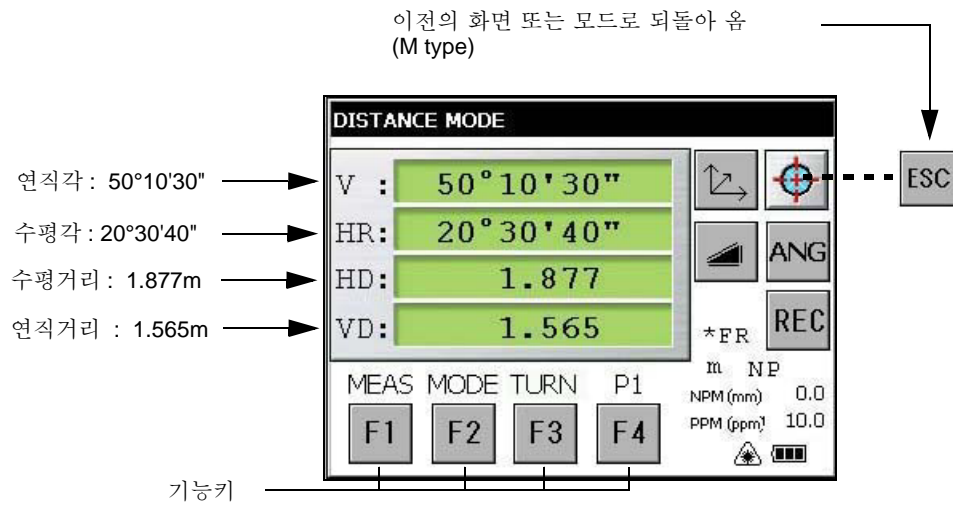 이전의 화면 또는 모드로 되돌아 옴
(M type)
DISTANCE MODE
ESC
연직각 : 50°10'30"
V : 50°10'30"
수평각 : 20°30'40"
HR: 20°30'40"
ANG
수평거리 : 1.877m
HD: 1.877
연직거리 : 1.565m
VD: 1.565
REC
*FR
m NP
MEAS MODE TURN P1
NPM (mm) 0.0
PPM (ppm) 10.0
F1 F2 F3 F4
기능키